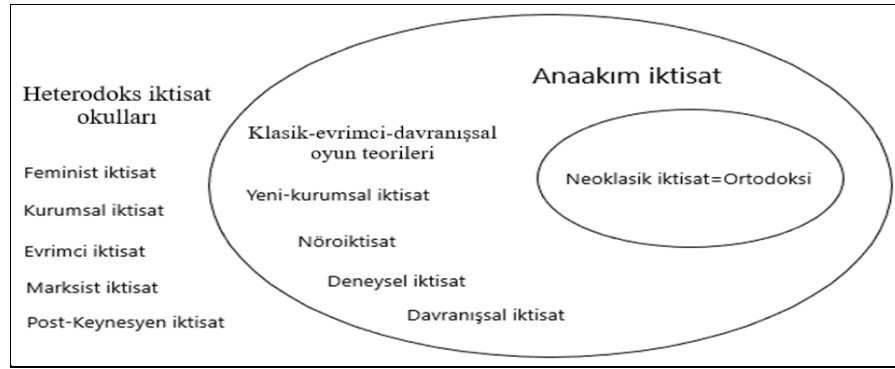 Heterodoks iktisat
okulları
Feminist iktisat
Kurumsal iktisat
Evrimci iktisat
Marksist iktisat
Post-Keynesyen iktisat
Anaakım iktisat
Klasik-evrimci-davranışsal
oyun teorileri
Yeni-kurumsal iktisat
Nöroiktisat
Deneysel iktisat
Davranışsal iktisat
Neoklasik iktisat=Ortodoksi